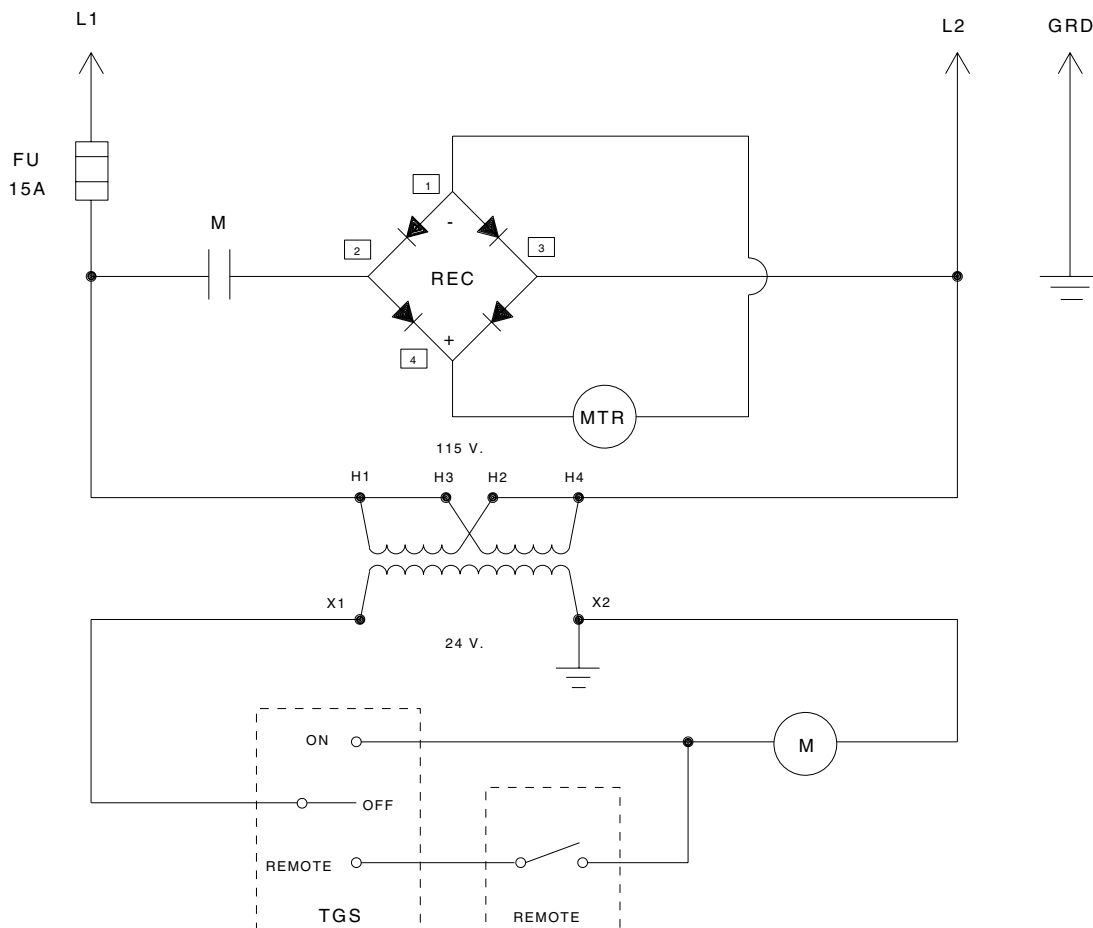 L1
L2
GRD
FU
15A
M
1
-
2
3
REC
+
4
MTR
115 V.
H1
H3
H2
H4
X1
X2
24 V.
ON
M
OFF
REMOTE
TGS
REMOTE